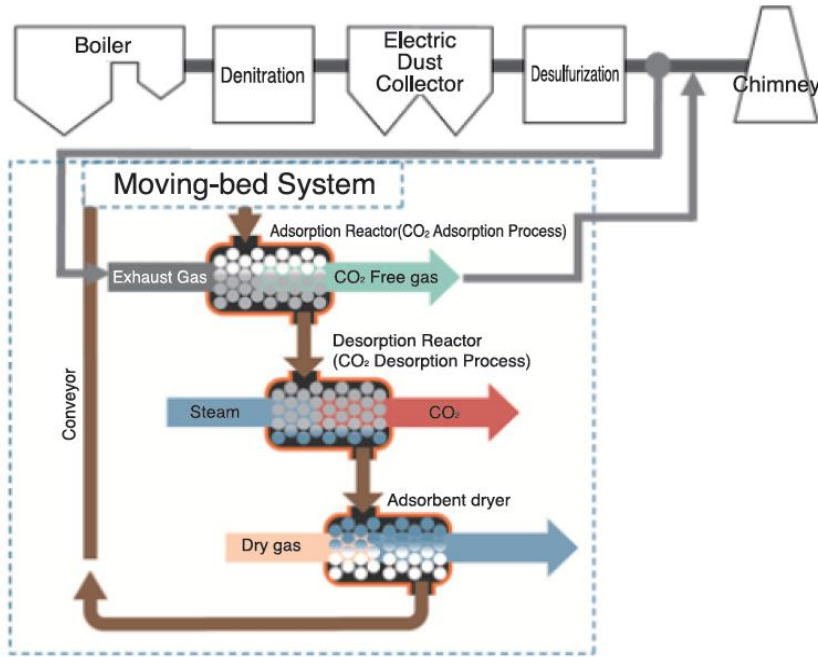 Boiler
Denitration
Electric
Dust
Collector
Desulfurization
Chimney
Moving-bed System
Adsorption Reactor(CO₂ Adsorption Process)
Exhaust Gas
CO₂ Free gas
Desorption Reactor
(CO₂ Desorption Process)
Steam
CO₂
Conveyor
Adsorbent dryer
Dry gas